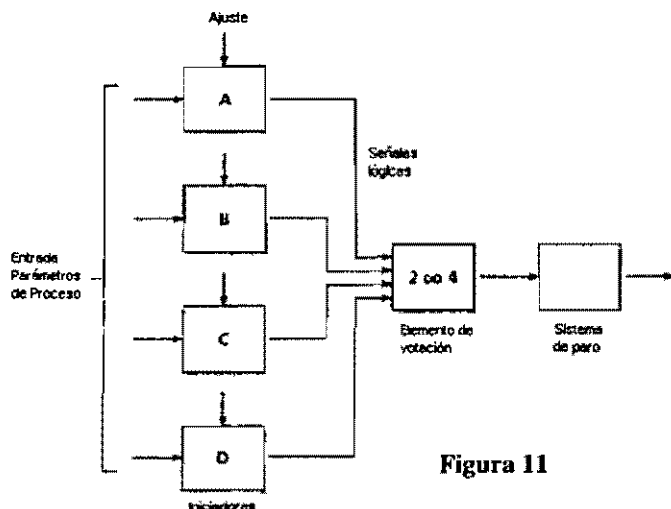 Ajuste
A
Señales
lógicas
B
Entrada
Parámetros
de Proceso
2 oo 4
C
Elemento de
votación
Sistema
de paro
D
Figura 11
Iniciadores